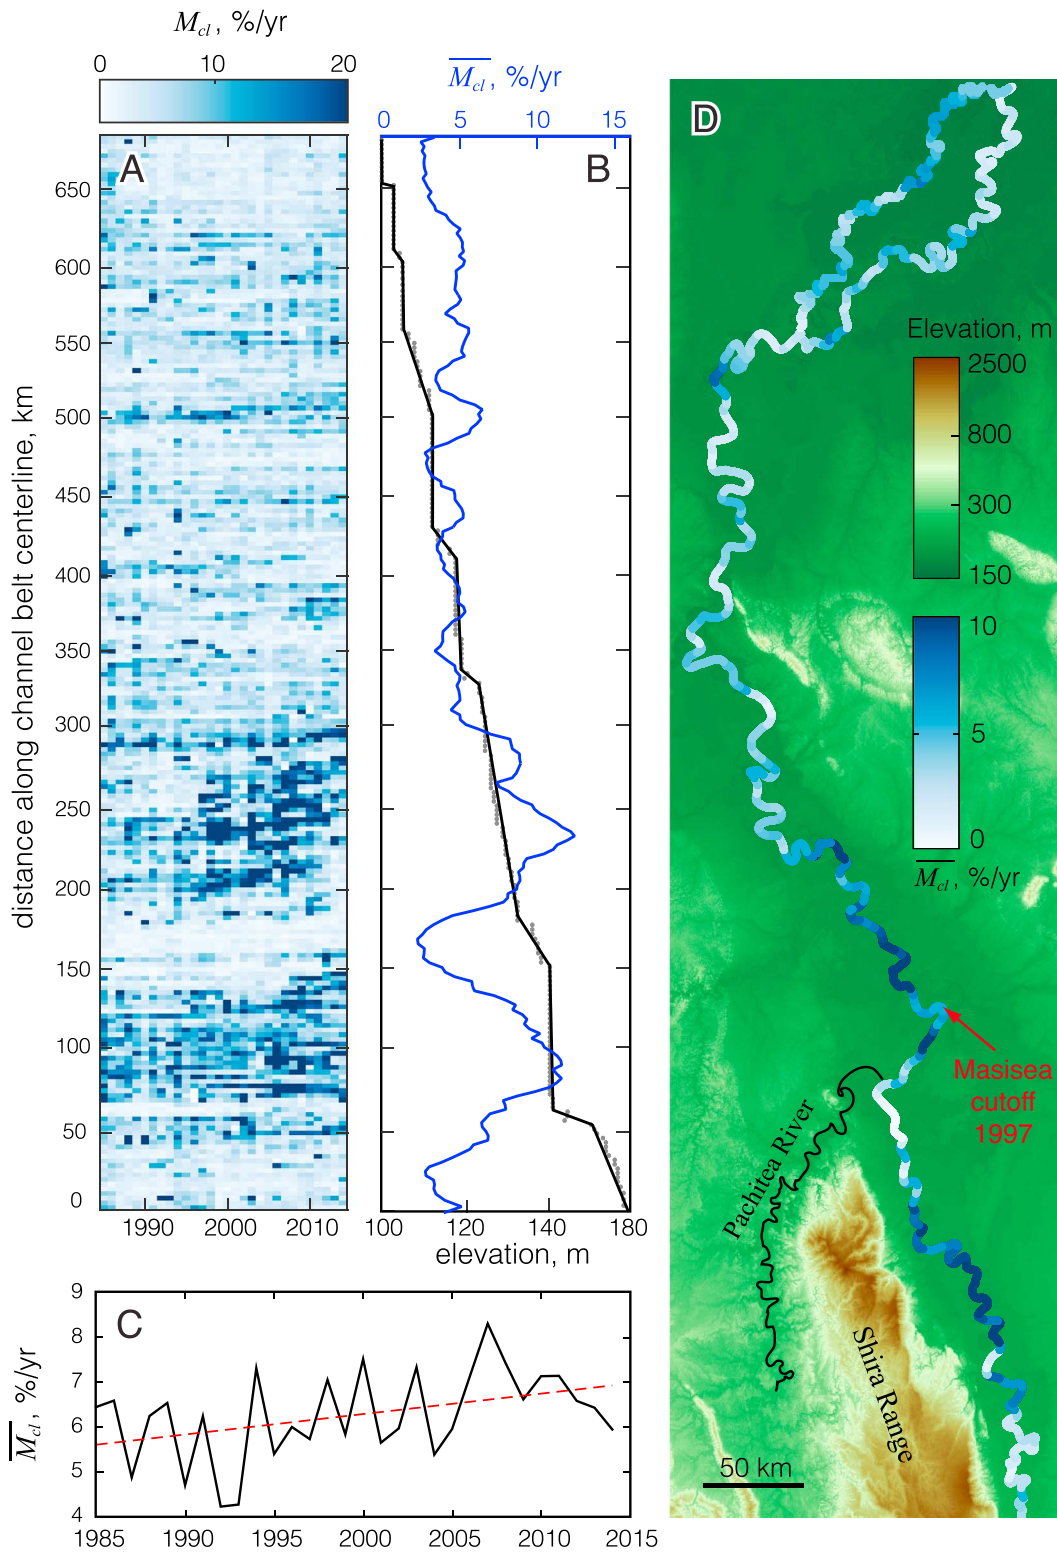 M_cl, %/yr
0 10 20
A
650
600
550
500
450
400
350
300
250
200
150
100
50
0
distance along channel belt centerline, km
1990 2000 2010
M_cl, %/yr
0 5 10 15
B
100 120 140 160 180
elevation, m
C
9
8
7
6
5
4
M_cl, %/yr
1985 1990 1995 2000 2005 2010 2015
D
Elevation, m
2500
800
300
150
10
5
0
M_cl, %/yr
Masisea
cutoff
1997
Pachitea River
Shira Range
50 km